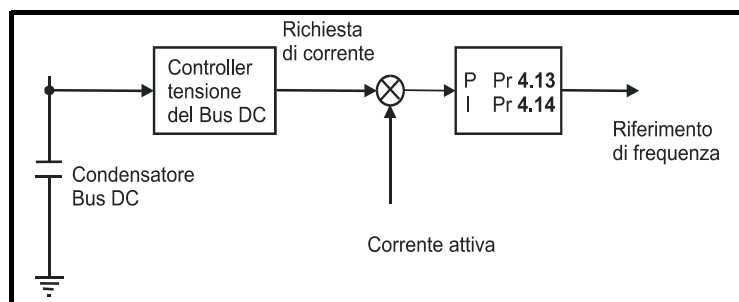 Richiesta
di corrente
Controller
tensione
del Bus DC
P Pr 4.13
I Pr 4.14
Riferimento
di frequenza
Condensatore
Bus DC
Corrente attiva